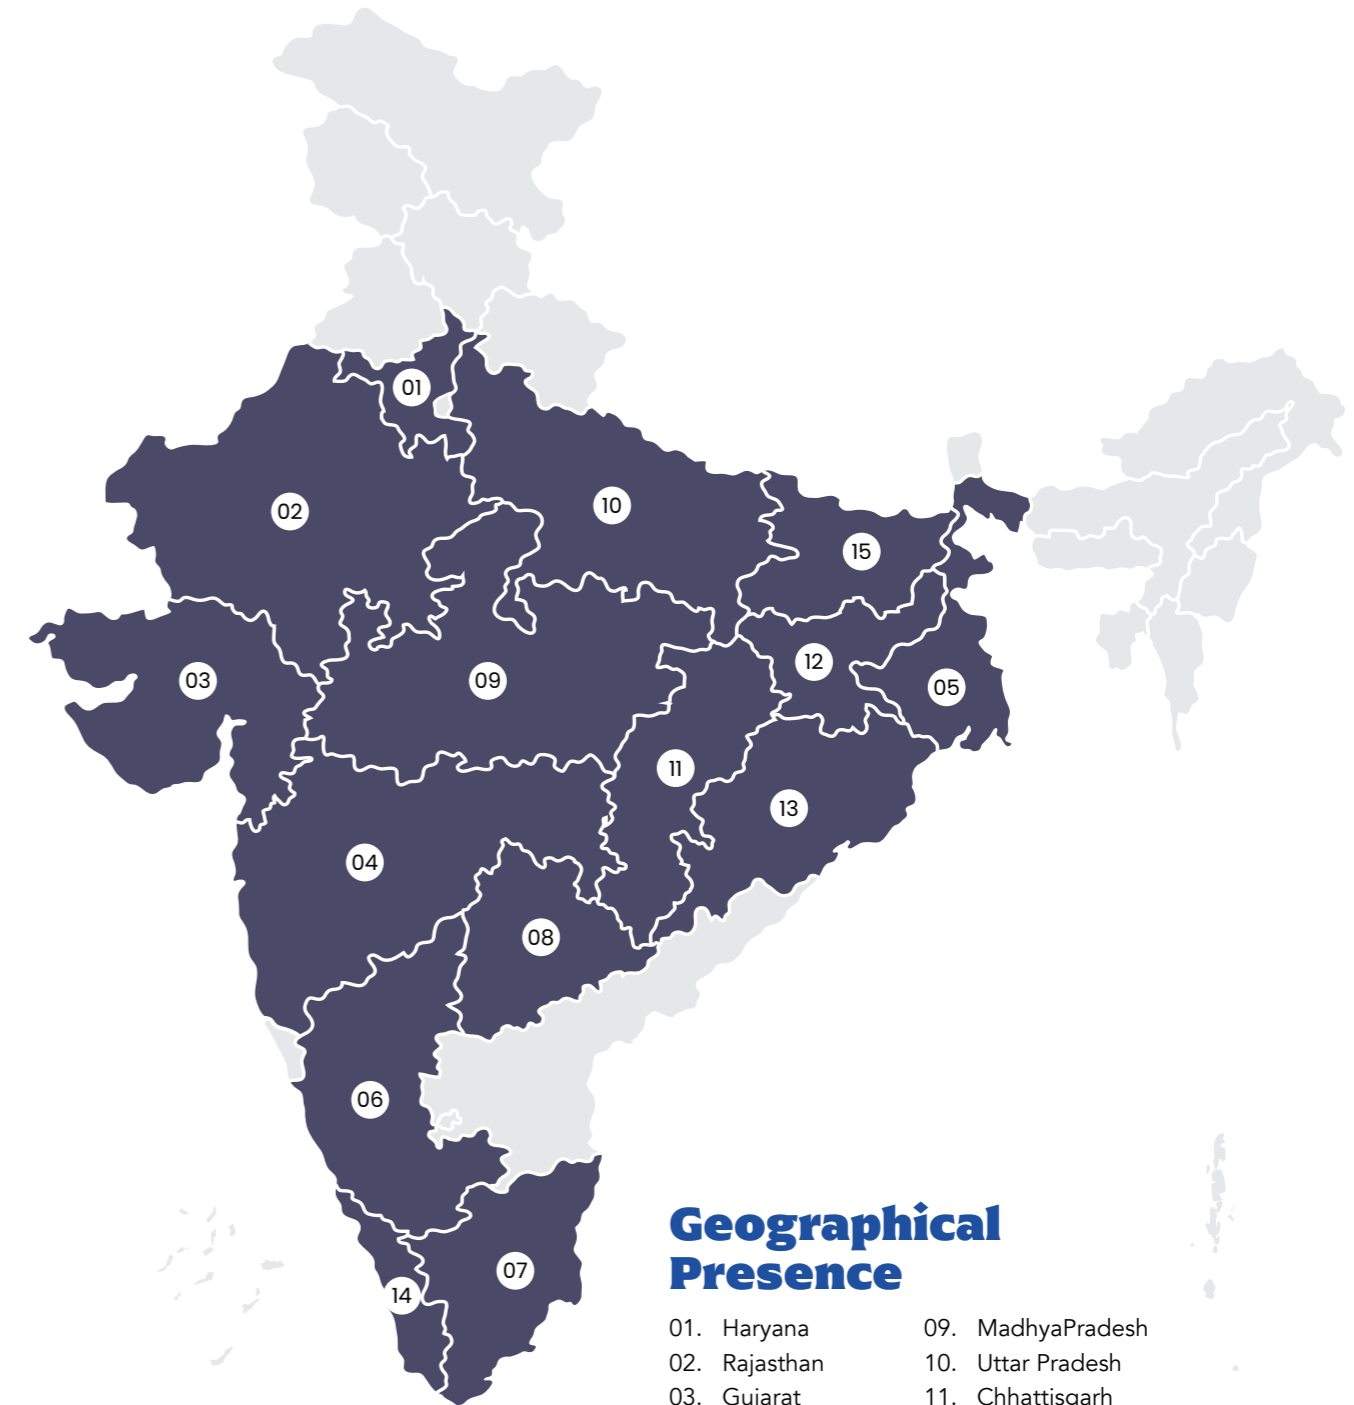 01
02
10
15
12
03
09
05
11
13
04
08
06
07
14
Geographical
Presence
01. Haryana
02. Rajasthan
03. Gujarat
09. MadhyaPradesh
10. Uttar Pradesh
11. Chhattisgarh